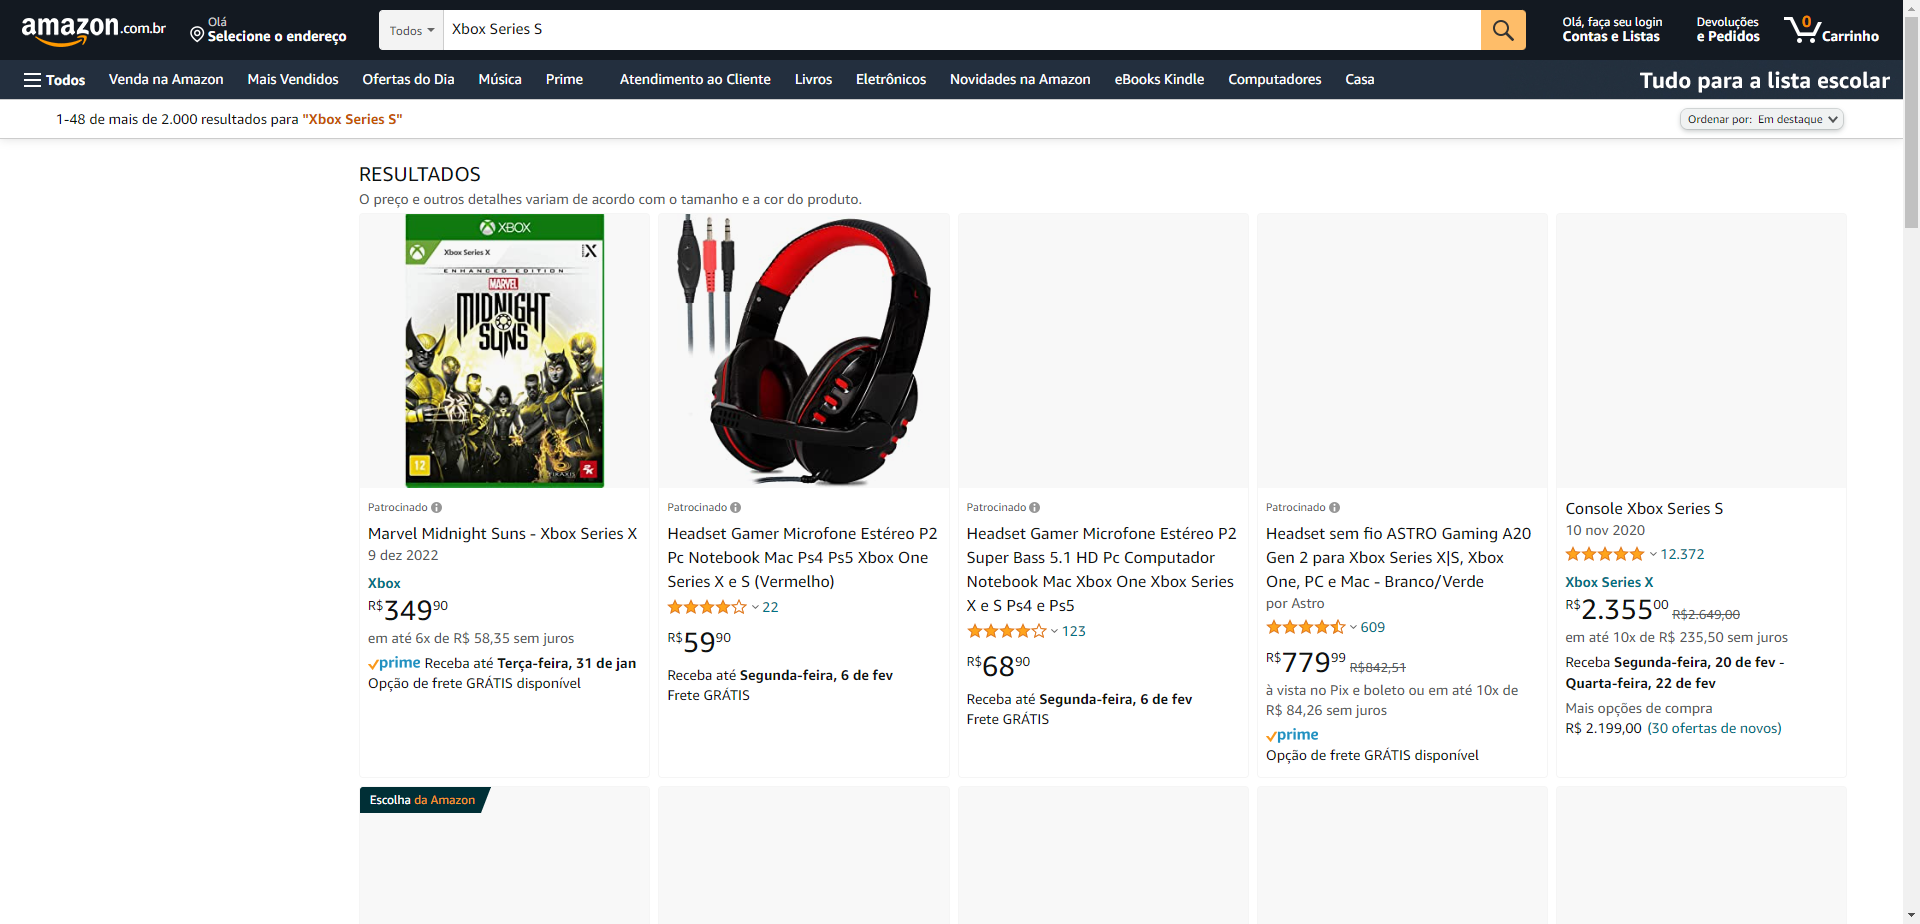 amazon.com.br
Olá
Selecione o endereço
Todos
Xbox Series S
Olá, faça seu login
Contas e Listas
Devoluções
e Pedidos
0
Carrinho
Todos
Venda na Amazon
Mais Vendidos
Ofertas do Dia
Música
Prime
Atendimento ao Cliente
Livros
Eletrônicos
Novidades na Amazon
eBooks Kindle
Computadores
Casa
Tudo para a lista escolar
1-48 de mais de 2.000 resultados para "Xbox Series S"
Ordenar por: Em destaque
RESULTADOS
O preço e outros detalhes variam de acordo com o tamanho e a cor do produto.
XBOX
Xbox Series X
ENHANCED EDITION
MARVEL
MIDNIGHT
SUNS
12
FIRAXIS
2K
Patrocinado
Marvel Midnight Suns - Xbox Series X
9 dez 2022
Xbox
R$34990
em até 6x de R$ 58,35 sem juros
prime Receba até Terça-feira, 31 de jan
Opção de frete GRÁTIS disponível
Patrocinado
Headset Gamer Microfone Estéreo P2
Pc Notebook Mac Ps4 Ps5 Xbox One
Series X e S (Vermelho)
22
R$5990
Receba até Segunda-feira, 6 de fev
Frete GRÁTIS
Patrocinado
Headset Gamer Microfone Estéreo P2
Super Bass 5.1 HD Pc Computador
Notebook Mac Xbox One Xbox Series
X e S Ps4 e Ps5
123
R$6890
Receba até Segunda-feira, 6 de fev
Frete GRÁTIS
Patrocinado
Headset sem fio ASTRO Gaming A20
Gen 2 para Xbox Series X|S, Xbox
One, PC e Mac - Branco/Verde
por Astro
609
R$77999 R$842,51
à vista no Pix e boleto ou em até 10x de
R$ 84,26 sem juros
prime
Opção de frete GRÁTIS disponível
Console Xbox Series S
10 nov 2020
12.372
Xbox Series X
R$2.35500 R$2.649,00
em até 10x de R$ 235,50 sem juros
Receba Segunda-feira, 20 de fev -
Quarta-feira, 22 de fev
Mais opções de compra
R$ 2.199,00 (30 ofertas de novos)
Escolha da Amazon